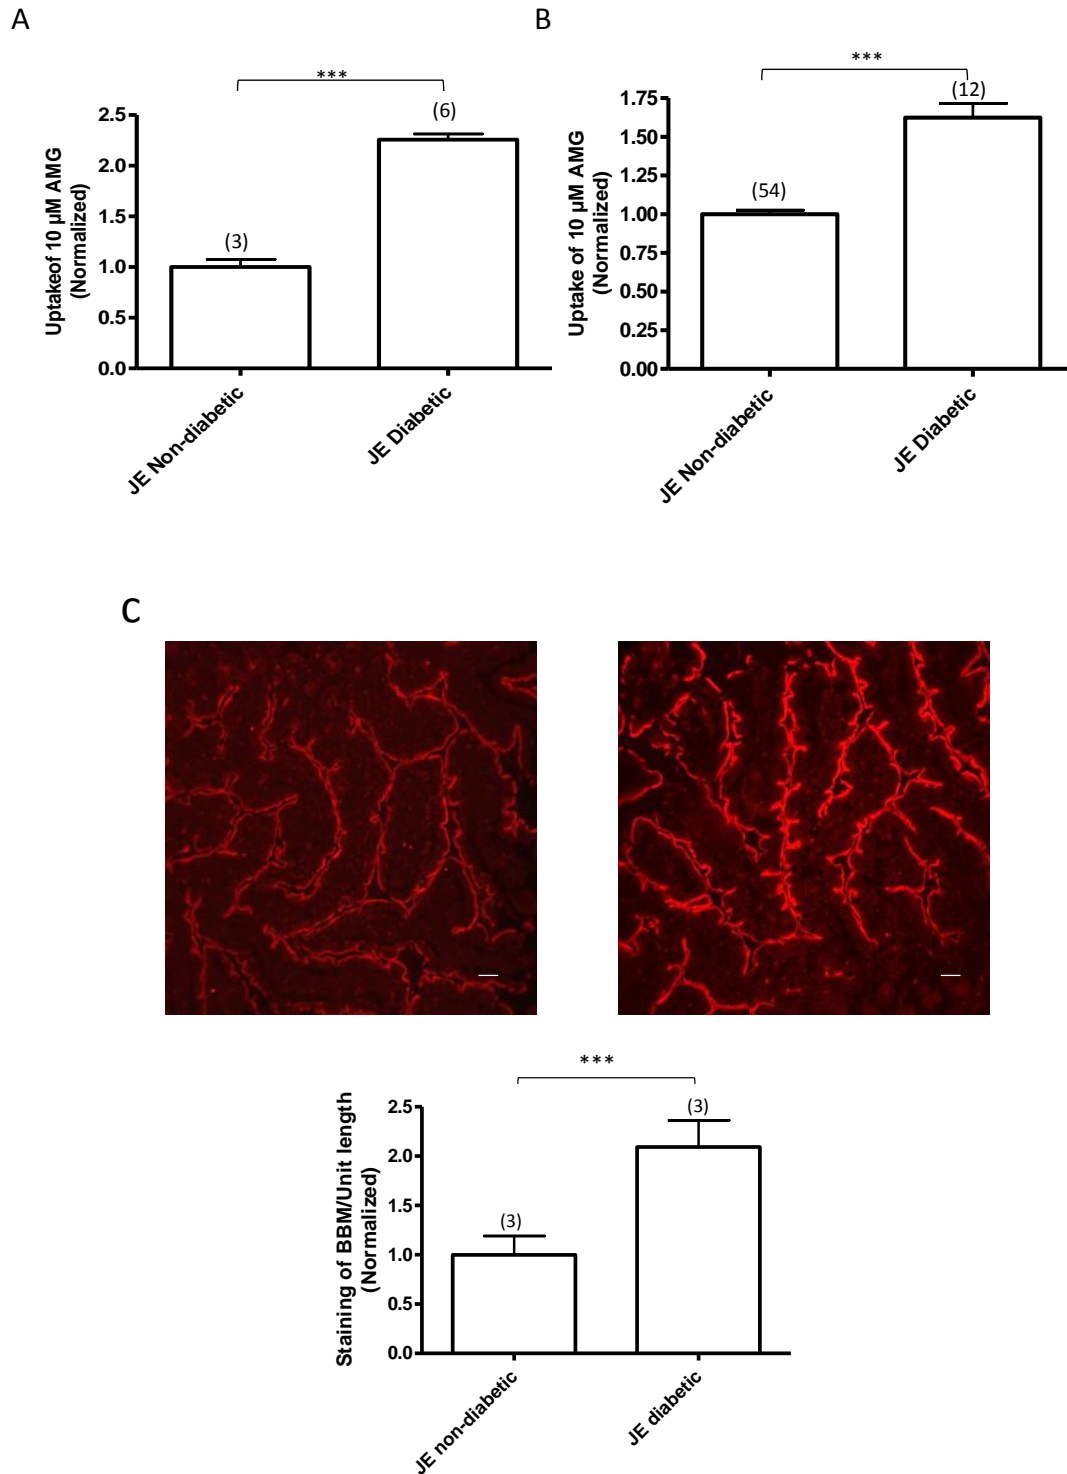 A
***
(6)
(3)
2.5
2.0
1.5
1.0
0.5
0.0
Uptakeof 10 µM AMG
(Normalized)
JE Non-diabetic
JE Diabetic
B
***
(12)
(54)
1.75
1.50
1.25
1.00
0.75
0.50
0.25
0.00
Uptake of 10 µM AMG
(Normalized)
JE Non-diabetic
JE Diabetic
C
***
(3)
(3)
2.5
2.0
1.5
1.0
0.5
0.0
Staining of BBM/Unit length
(Normalized)
JE non-diabetic
JE diabetic